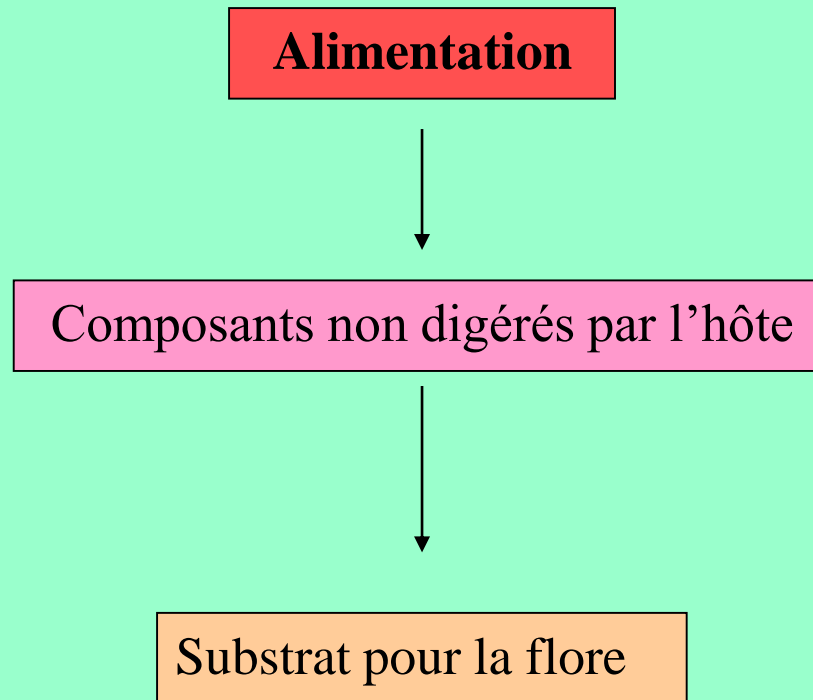 Alimentation
Composants non digérés par l’hôte
Substrat pour la flore